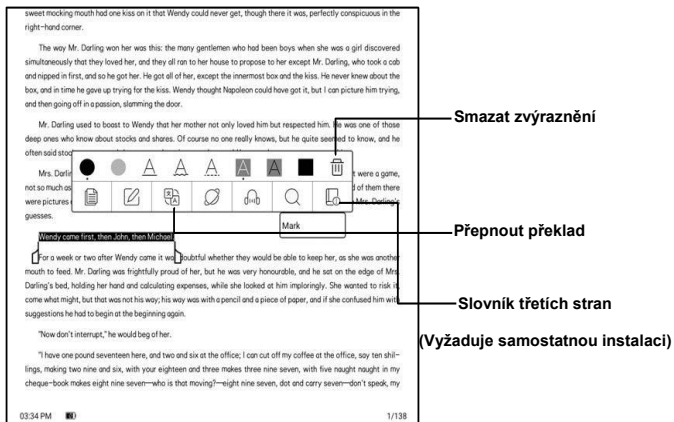 sweet mocking mouth had one kiss on it that Wendy could never get, though there it was, perfectly conspicuous in the
right-hand corner.
The way Mr. Darling won her was this: the many gentlemen who had been boys when she was a girl discovered
simultaneously that they loved her, and they all ran to her house to propose to her except Mr. Darling, who took a cab
and nipped in first, and so he got her. He got all of her, except the innermost box and the kiss. He never knew about the
box, and in time he gave up trying for the kiss. Wendy thought Napoleon could have got it, but I can picture him trying,
and then going off in a passion, slamming the door.
Mr. Darling used to boast to Wendy that her mother not only loved him but respected him. He was one of those
deep ones who know about stocks and shares. Of course no one really knows, but he quite seemed to know, and he
often said
Mrs. Darli
t were a game,
not so much as
d of them there
were pictures
Mrs. Darling's
guesses.
Mark
Wendy came first, then John, then Michael
For a week or two after Wendy came it was doubtful whether they would be able to keep her, as she was another
mouth to feed. Mr. Darling was frightfully proud of her, but he was very honourable, and he sat on the edge of Mrs.
Darling's bed, holding her hand and calculating expenses, while she looked at him imploringly. She wanted to risk it,
come what might, but that was not his way; his way was with a pencil and a piece of paper, and if she confused him with
suggestions he had to begin at the beginning again.
"Now don't interrupt," he would beg of her.
"I have one pound seventeen here, and two and six at the office; I can cut off my coffee at the office, say ten shil-
lings, making two nine and six, with your eighteen and three makes three nine seven, with five naught naught in my
cheque-book makes eight nine seven—who is that moving?—eight nine seven, dot and carry seven—don't speak, my
03:34 PM
1/138
Smazat zvýraznění
Přepnout překlad
Slovník třetích stran
(Vyžaduje samostatnou instalaci)